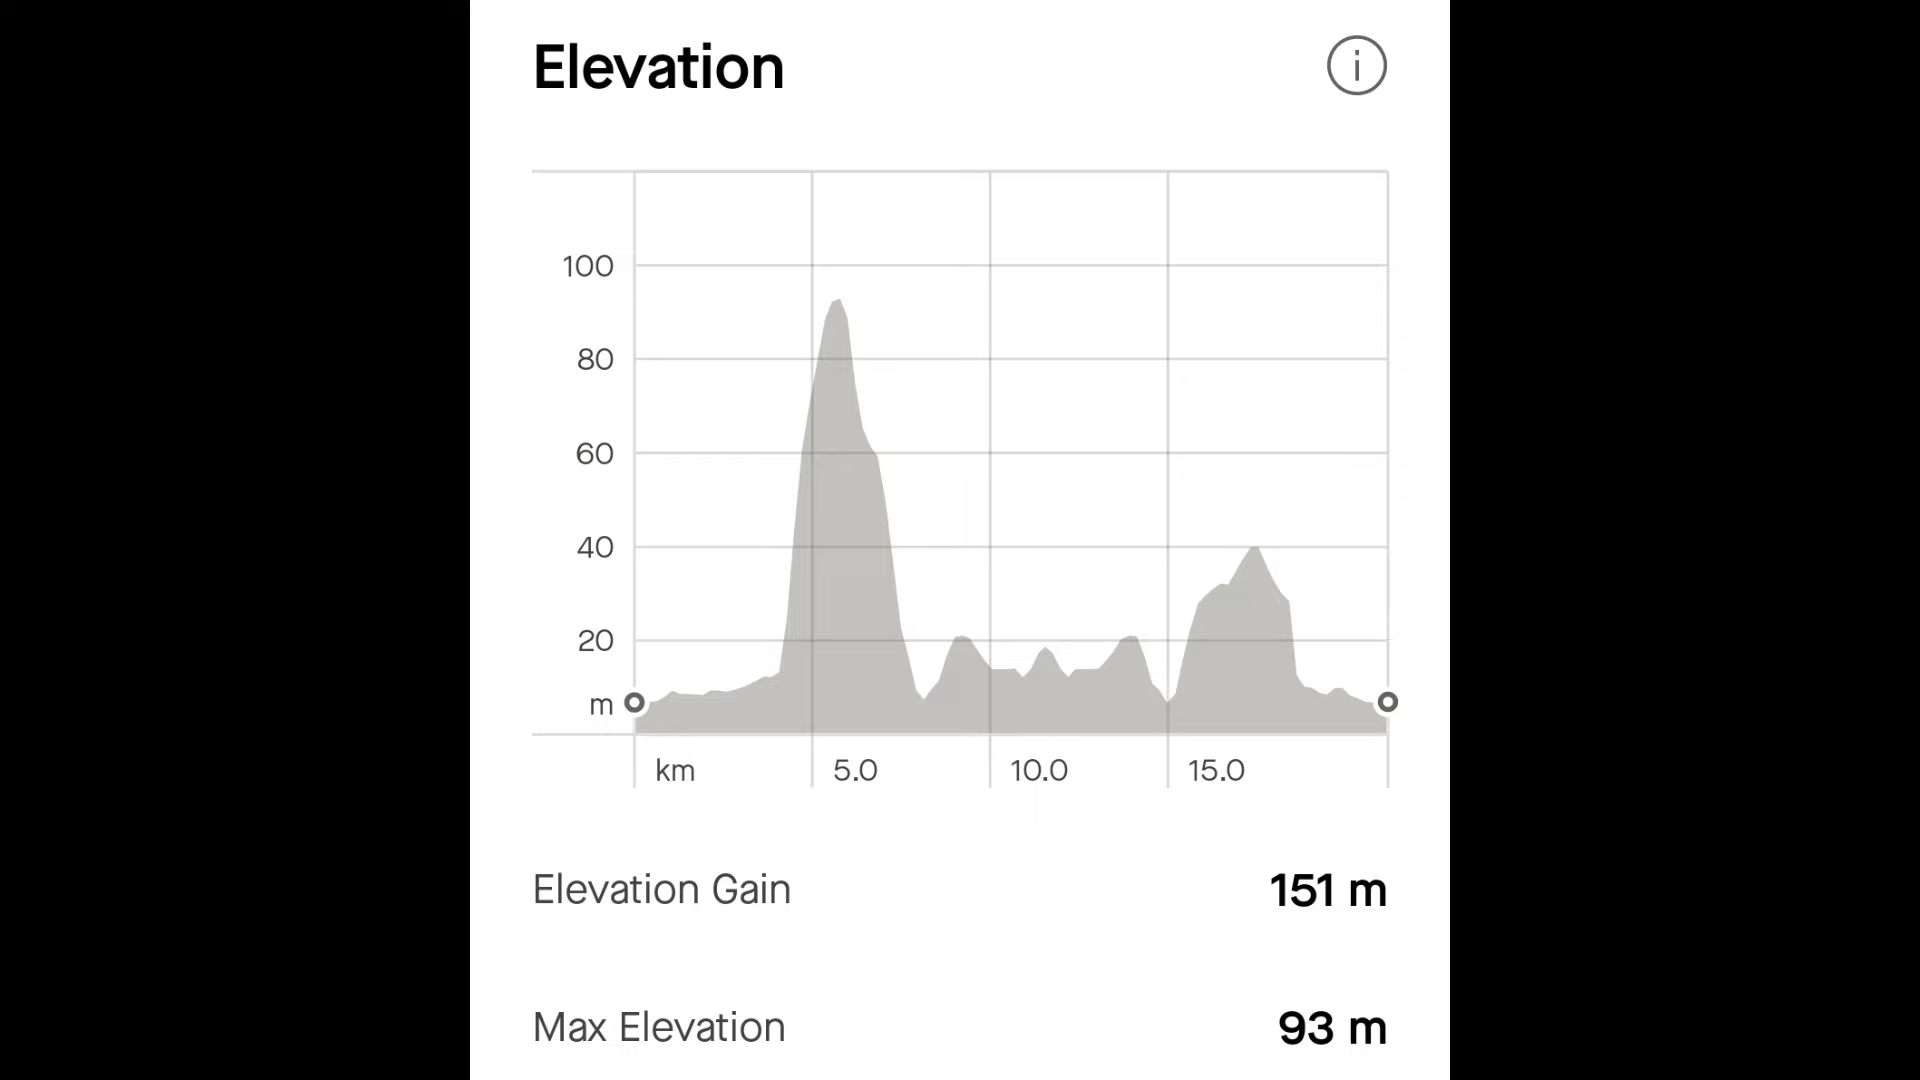 Elevation
i
100
80
60
40
20
m
km 5.0 10.0 15.0
Elevation Gain 151 m
Max Elevation 93 m